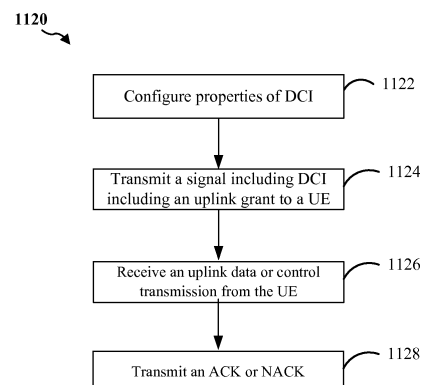 1120
Configure properties of DCI
1122
Transmit a signal including DCI
including an uplink grant to a UE
1124
Receive an uplink data or control
transmission from the UE
1126
Transmit an ACK or NACK
1128